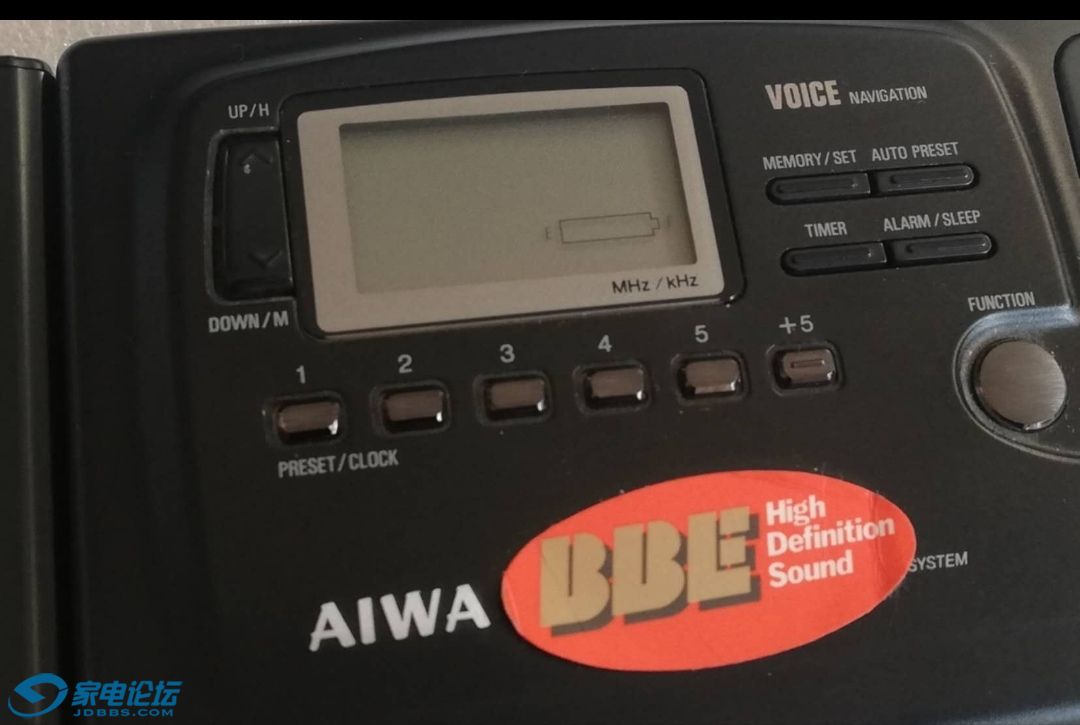 VOICE NAVIGATION
UP/H
MEMORY/SET AUTO PRESET
TIMER ALARM/SLEEP
MHz/kHz
DOWN/M
FUNCTION
1 2 3 4 5 +5
PRESET/CLOCK
BBE High
Definition
Sound
SYSTEM
AIWA
家电论坛
JDBBS.COM